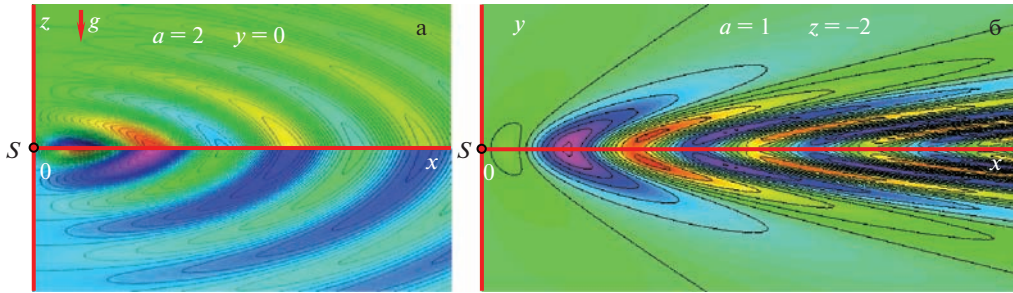 z g a = 2 y = 0 а
S 0 x
y a = 1 z = –2 б
S 0 x